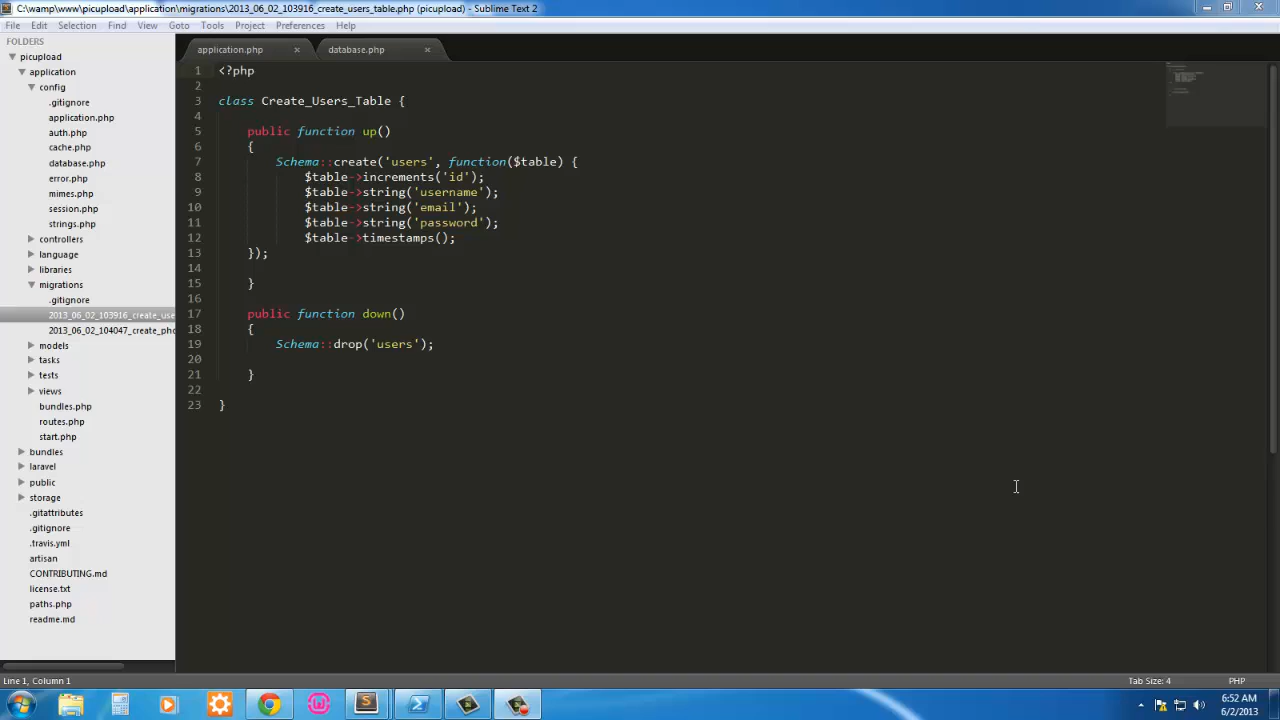 C:\wamp\www\picupload\application\migrations\2013_06_02_103916_create_users_table.php (picupload) - Sublime Text 2
File Edit Selection Find View Goto Tools Project Preferences Help
FOLDERS
picupload
application
config
.gitignore
application.php
auth.php
cache.php
database.php
error.php
mimes.php
session.php
strings.php
controllers
language
libraries
migrations
.gitignore
2013_06_02_103916_create_use
2013_06_02_104047_create_pho
models
tasks
tests
views
bundles.php
routes.php
start.php
bundles
laravel
public
storage
.gitattributes
.gitignore
.travis.yml
artisan
CONTRIBUTING.md
license.txt
paths.php
readme.md
application.php × database.php ×
1 <?php
2
3 class Create_Users_Table {
4
5 public function up()
6 {
7 Schema::create('users', function($table) {
8 $table->increments('id');
9 $table->string('username');
10 $table->string('email');
11 $table->string('password');
12 $table->timestamps();
13 });
14
15 }
16
17 public function down()
18 {
19 Schema::drop('users');
20
21 }
22
23 }
Line 1, Column 1 Tab Size: 4 PHP
6:52 AM
6/2/2013